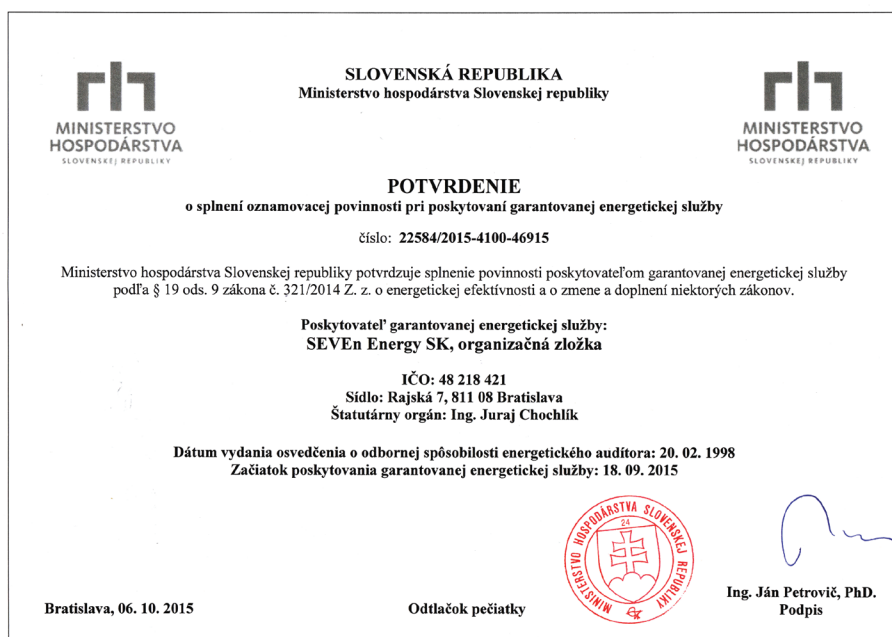 MINISTERSTVO
HOSPODÁRSTVA
SLOVENSKEJ REPUBLIKY
SLOVENSKÁ REPUBLIKA
Ministerstvo hospodárstva Slovenskej republiky
MINISTERSTVO
HOSPODÁRSTVA
SLOVENSKEJ REPUBLIKY
POTVRDENIE
o splnení oznamovacej povinnosti pri poskytovaní garantovanej energetickej služby
číslo: 22584/2015-4100-46915
Ministerstvo hospodárstva Slovenskej republiky potvrdzuje splnenie povinnosti poskytovateľom garantovanej energetickej služby
podľa § 19 ods. 9 zákona č. 321/2014 Z. z. o energetickej efektívnosti a o zmene a doplnení niektorých zákonov.
Poskytovateľ garantovanej energetickej služby:
SEVEn Energy SK, organizačná zložka
IČO: 48 218 421
Sídlo: Rajská 7, 811 08 Bratislava
Štatutárny orgán: Ing. Juraj Chochlík
Dátum vydania osvedčenia o odbornej spôsobilosti energetického audítora: 20. 02. 1998
Začiatok poskytovania garantovanej energetickej služby: 18. 09. 2015
MINISTERSTVO HOSPODÁRSTVA SLOVENSKEJ REPUBLIKY
24
Bratislava, 06. 10. 2015
Odtlačok pečiatky
Ing. Ján Petrovič, PhD.
Podpis